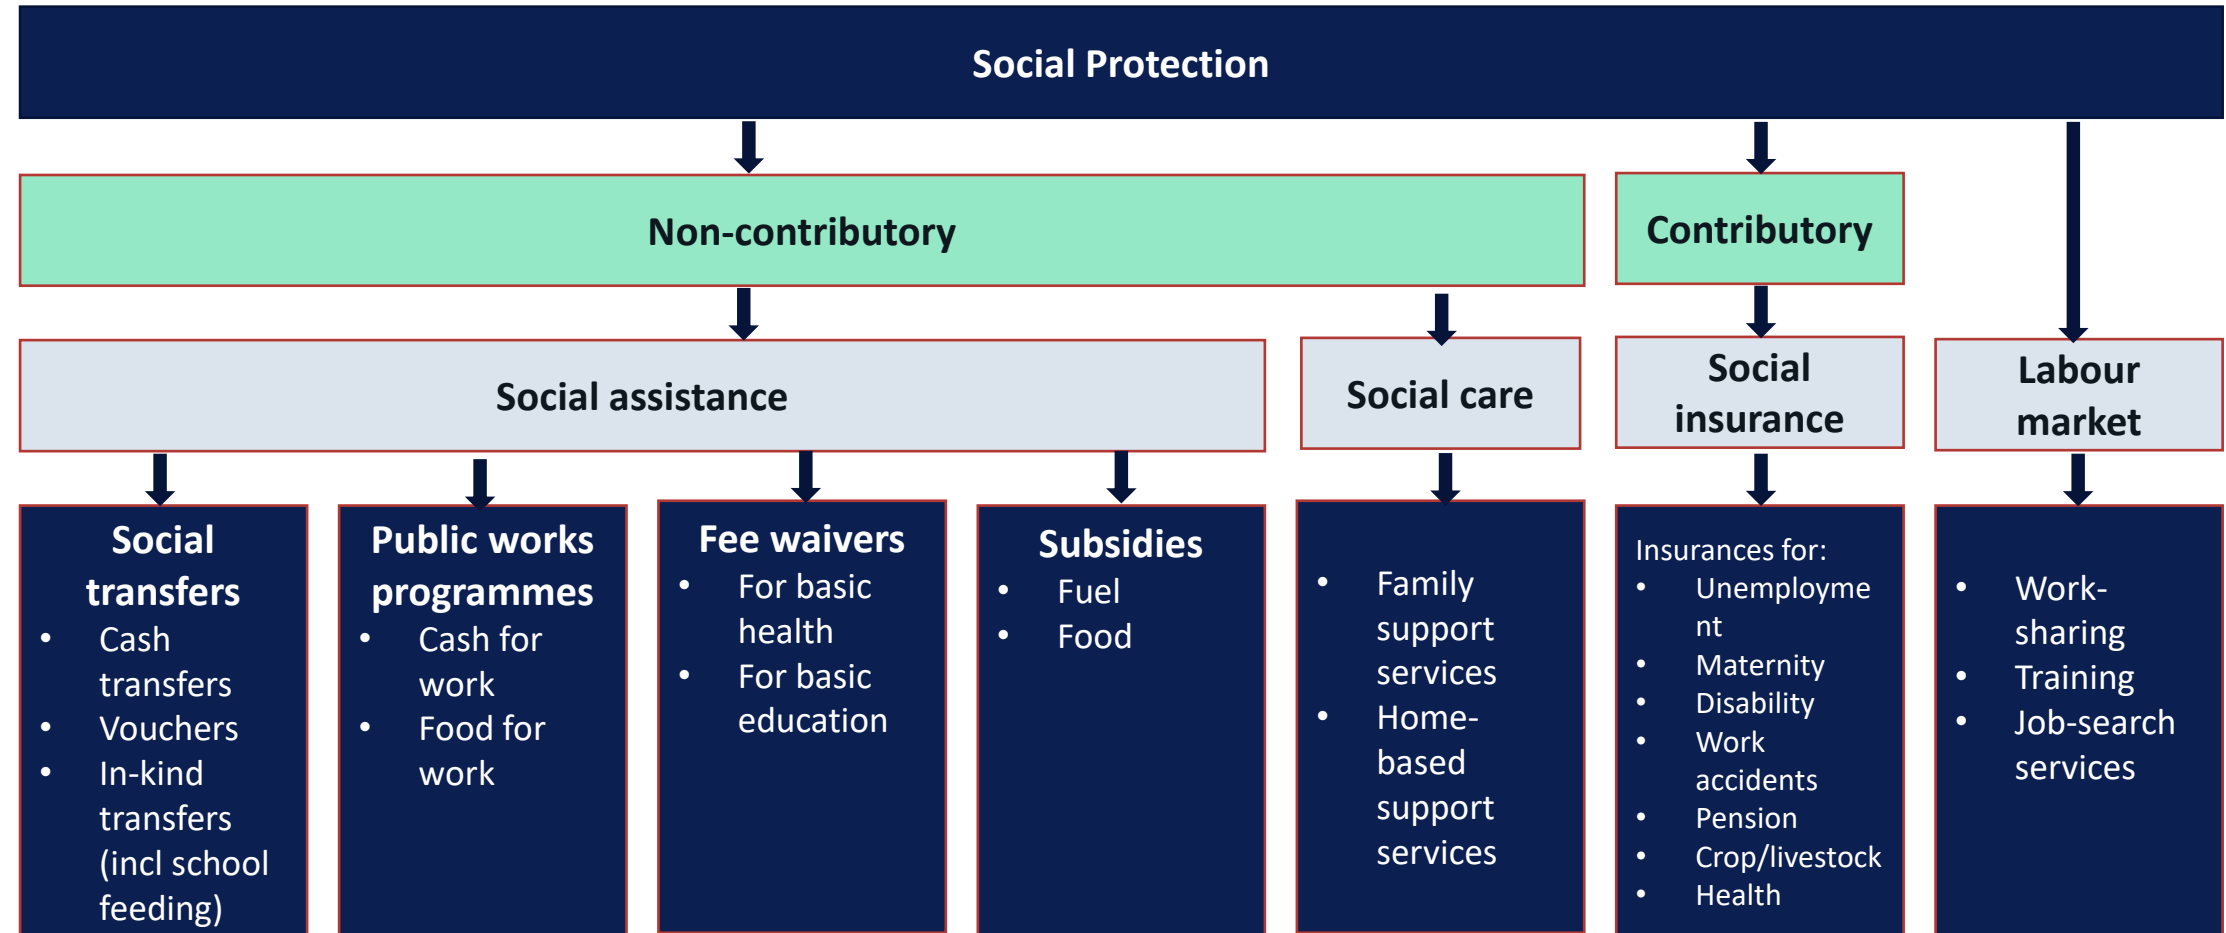 Social Protection
Non-contributory
Contributory
Social assistance
Social care
Social
insurance
Labour
market
Social
transfers
• Cash
transfers
• Vouchers
• In-kind
transfers
(incl school
feeding)
Public works
programmes
• Cash for
work
• Food for
work
Fee waivers
• For basic
health
• For basic
education
Subsidies
• Fuel
• Food
• Family
support
services
• Home-
based
support
services
Insurances for:
• Unemployme
nt
• Maternity
• Disability
• Work
accidents
• Pension
• Crop/livestock
• Health
• Work-
sharing
• Training
• Job-search
services